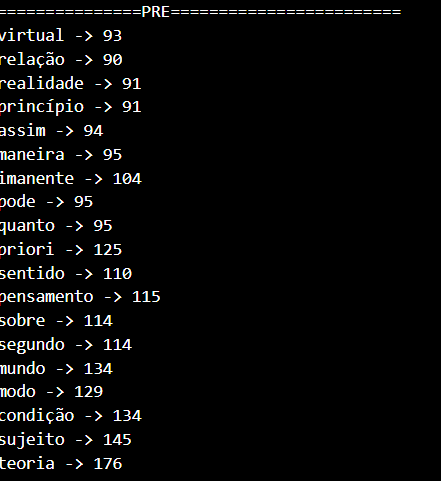 ===============PRE========================
virtual -> 93
relação -> 90
realidade -> 91
princípio -> 91
assim -> 94
maneira -> 95
imanente -> 104
pode -> 95
quanto -> 95
priori -> 125
sentido -> 110
pensamento -> 115
sobre -> 114
segundo -> 114
mundo -> 134
modo -> 129
condição -> 134
sujeito -> 145
teoria -> 176